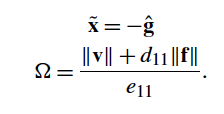 x̃ = −ĝ
Ω = (‖v‖ + d₁₁‖f‖) / e₁₁ .